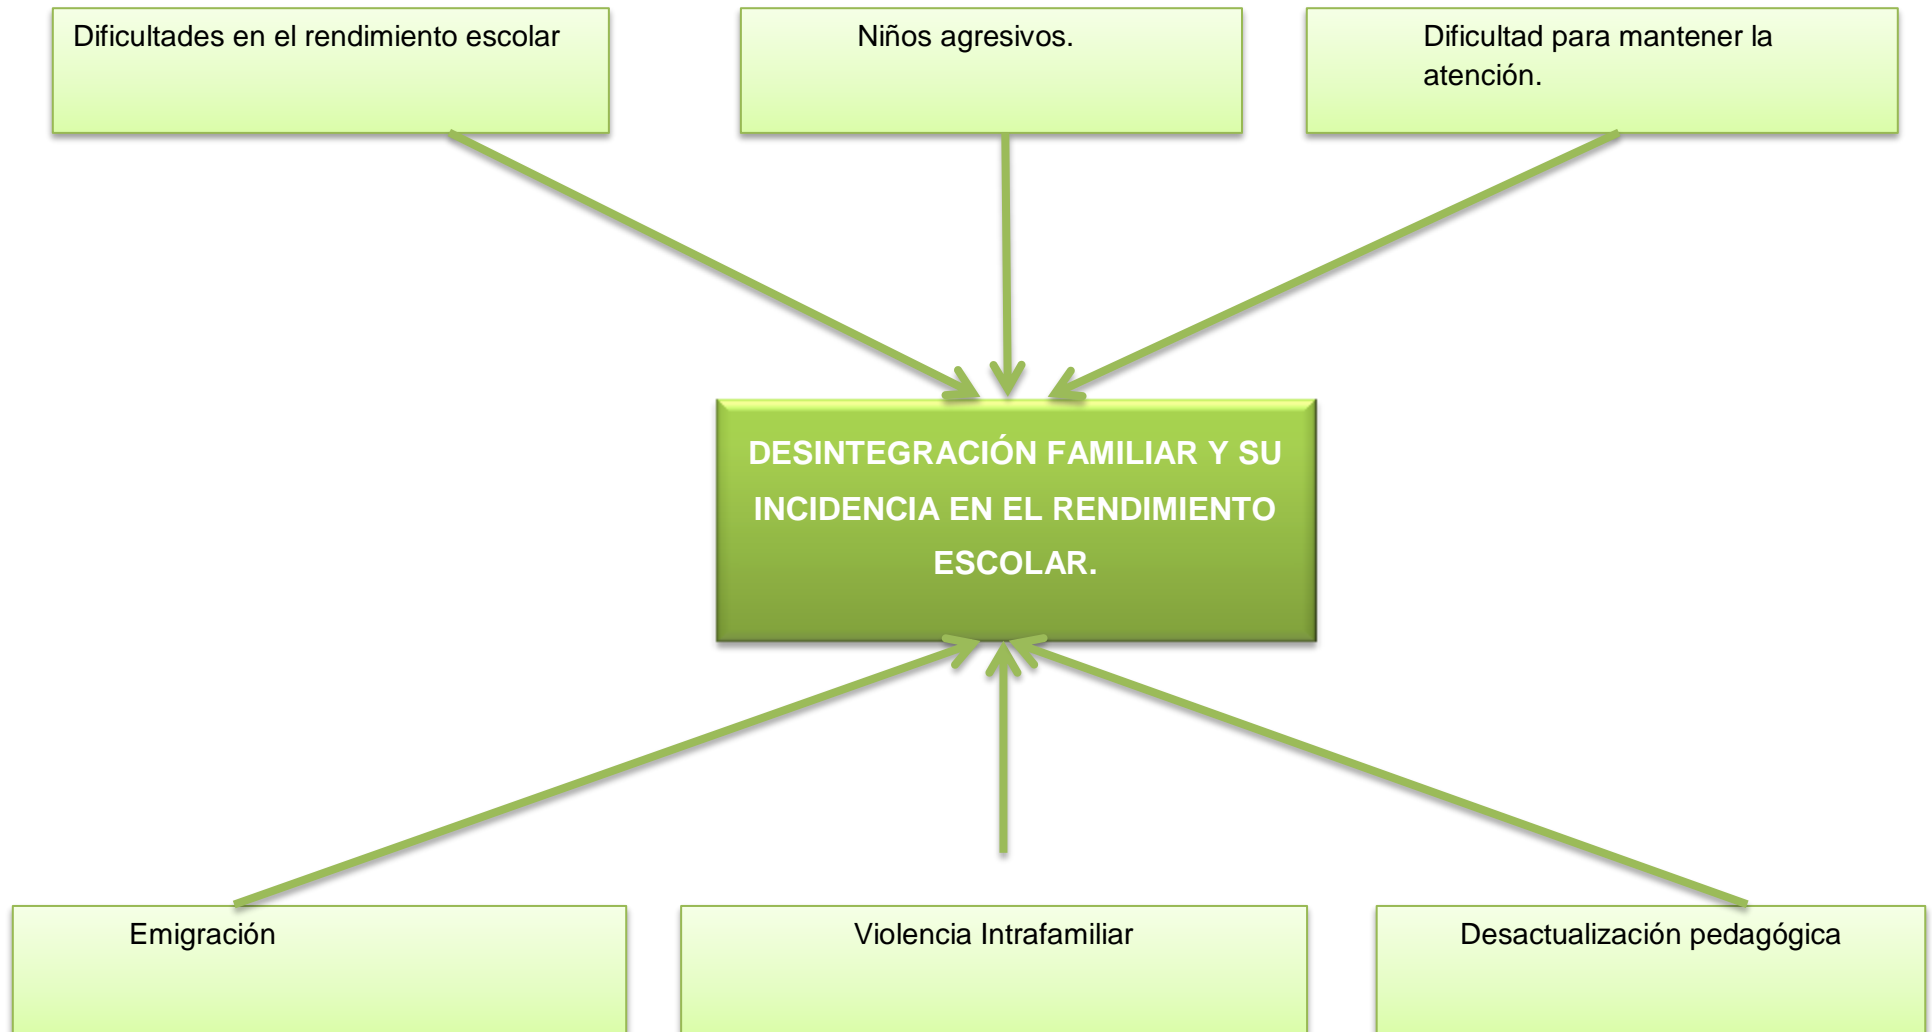 Dificultades en el rendimiento escolar
Niños agresivos.
Dificultad para mantener la
atención.
DESINTEGRACIÓN FAMILIAR Y SU
INCIDENCIA EN EL RENDIMIENTO
ESCOLAR.
Emigración
Violencia Intrafamiliar
Desactualización pedagógica